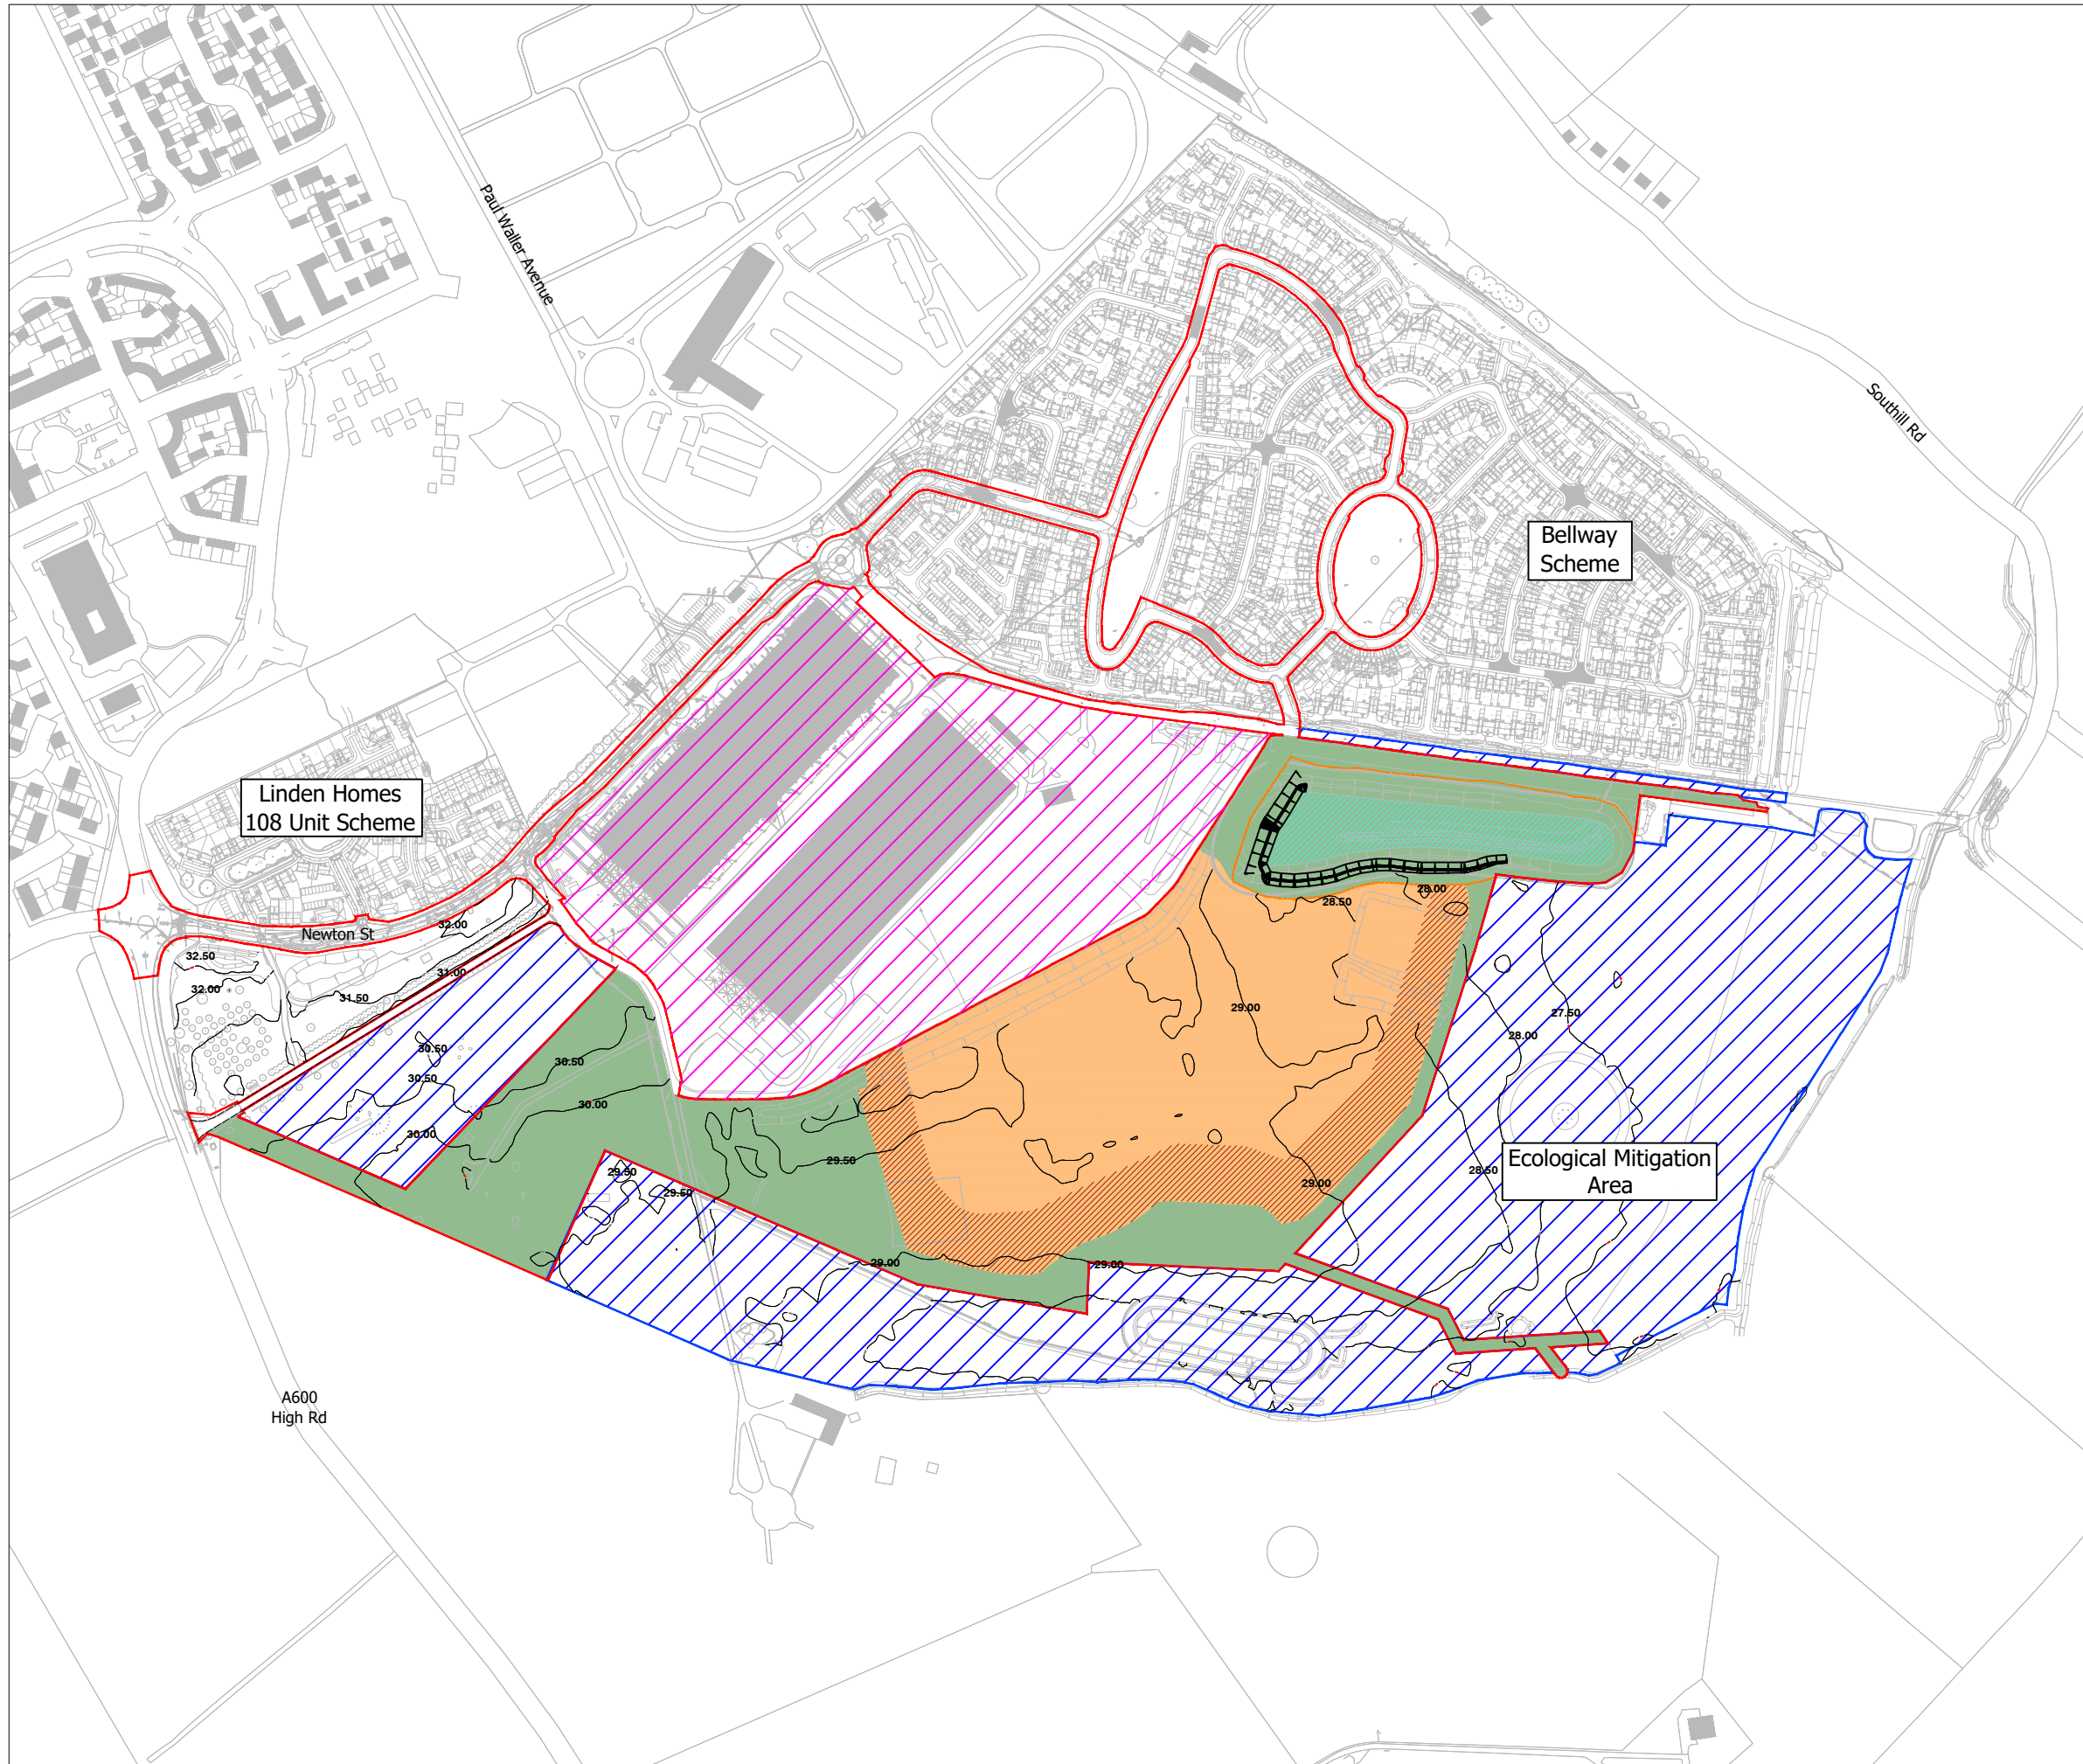 Paul Waller Avenue
Southill Rd
Bellway
Scheme
Linden Homes
108 Unit Scheme
28.00
28.50
32.00
Newton St
32.50
31.00
32.00
31.50
29.00
27.50
28.00
30.50
30.50
30.50
30.00
30.00
29.50
Ecological Mitigation
Area
28.50
29.50
29.50
29.00
29.00
29.00
A600
High Rd